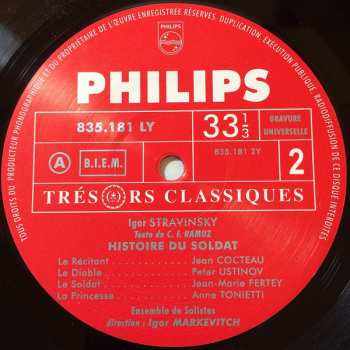 TOUS DROITS DU PRODUCTEUR PHONOGRAPHIQUE ET DU PROPRIÉTAIRE DE L'ŒUVRE ENREGISTRÉE RÉSERVÉS. DUPLICATION, EXÉCUTION PUBLIQUE, RADIODIFFUSION DE CE DISQUE INTERDITES
PHILIPS
PHILIPS
835.181 LY
33 1/3
GRAVURE
UNIVERSELLE
A
B.I.E.M.
835.181 2Y
2
TRÉSORS CLASSIQUES
Igor STRAVINSKY
Texte de C. F. RAMUZ
HISTOIRE DU SOLDAT
Le Récitant . . . . . . . . . . . Jean COCTEAU
Le Diable . . . . . . . . . . . . . Peter USTINOV
Le Soldat . . . . . . . . . . . . . Jean-Marie FERTEY
La Princesse . . . . . . . . . . Anne TONIETTI
Ensemble de Solistes
direction : Igor MARKEVITCH